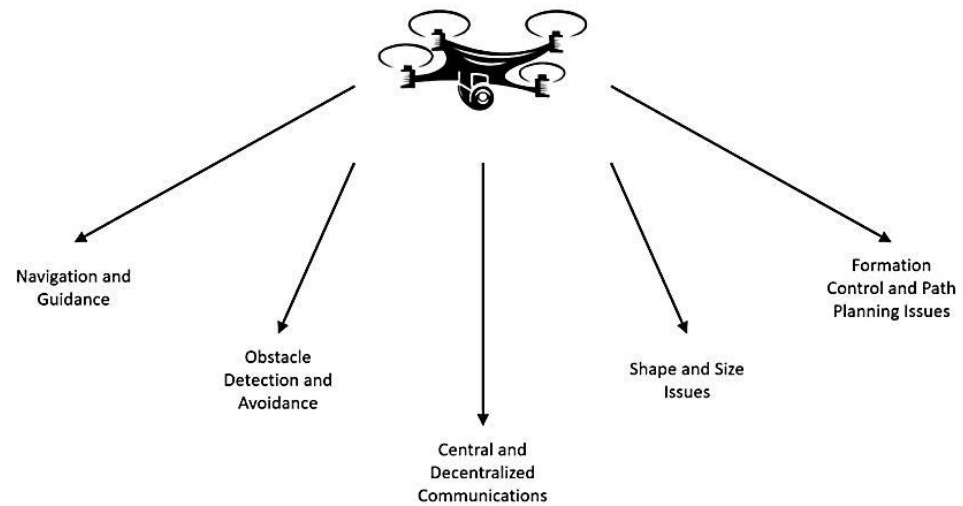 Navigation and
Guidance
Obstacle
Detection and
Avoidance
Central and
Decentralized
Communications
Shape and Size
Issues
Formation
Control and Path
Planning Issues